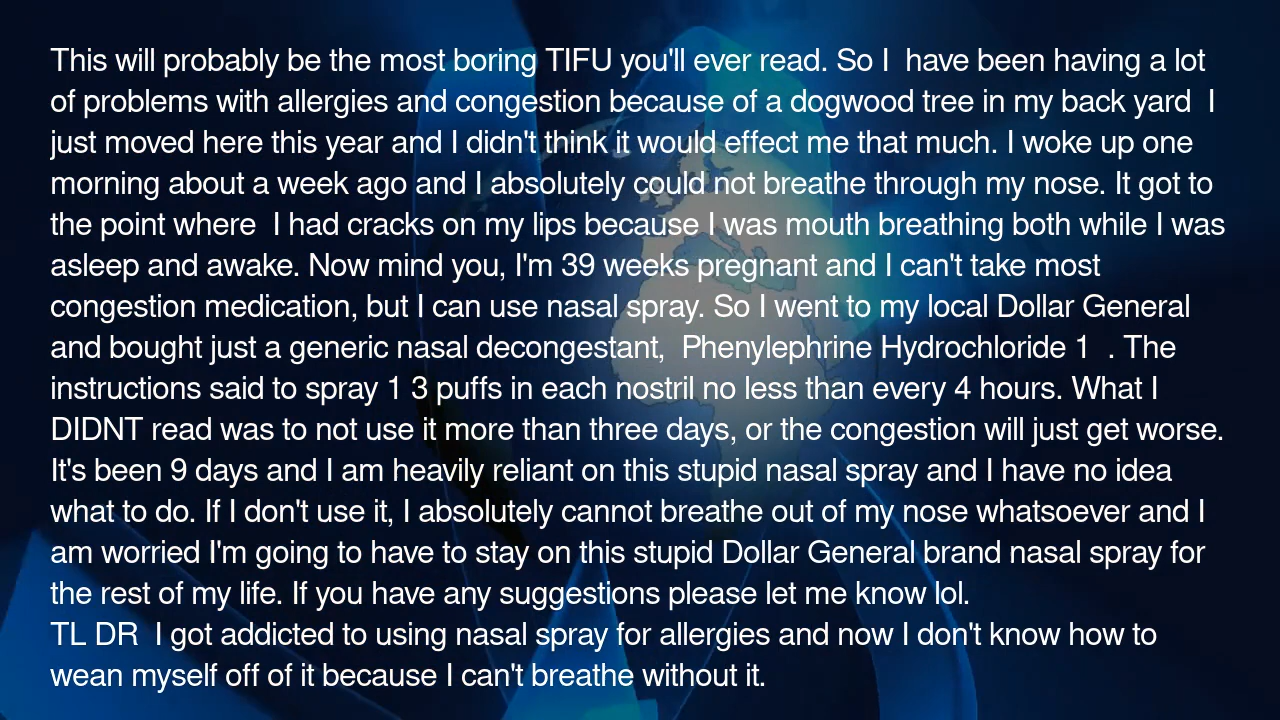 This will probably be the most boring TIFU you'll ever read. So I  have been having a lot
of problems with allergies and congestion because of a dogwood tree in my back yard  I
just moved here this year and I didn't think it would effect me that much. I woke up one
morning about a week ago and I absolutely could not breathe through my nose. It got to
the point where  I had cracks on my lips because I was mouth breathing both while I was
asleep and awake. Now mind you, I'm 39 weeks pregnant and I can't take most
congestion medication, but I can use nasal spray. So I went to my local Dollar General
and bought just a generic nasal decongestant,  Phenylephrine Hydrochloride 1  . The
instructions said to spray 1 3 puffs in each nostril no less than every 4 hours. What I
DIDNT read was to not use it more than three days, or the congestion will just get worse.
It's been 9 days and I am heavily reliant on this stupid nasal spray and I have no idea
what to do. If I don't use it, I absolutely cannot breathe out of my nose whatsoever and I
am worried I'm going to have to stay on this stupid Dollar General brand nasal spray for
the rest of my life. If you have any suggestions please let me know lol.
TL DR  I got addicted to using nasal spray for allergies and now I don't know how to
wean myself off of it because I can't breathe without it.